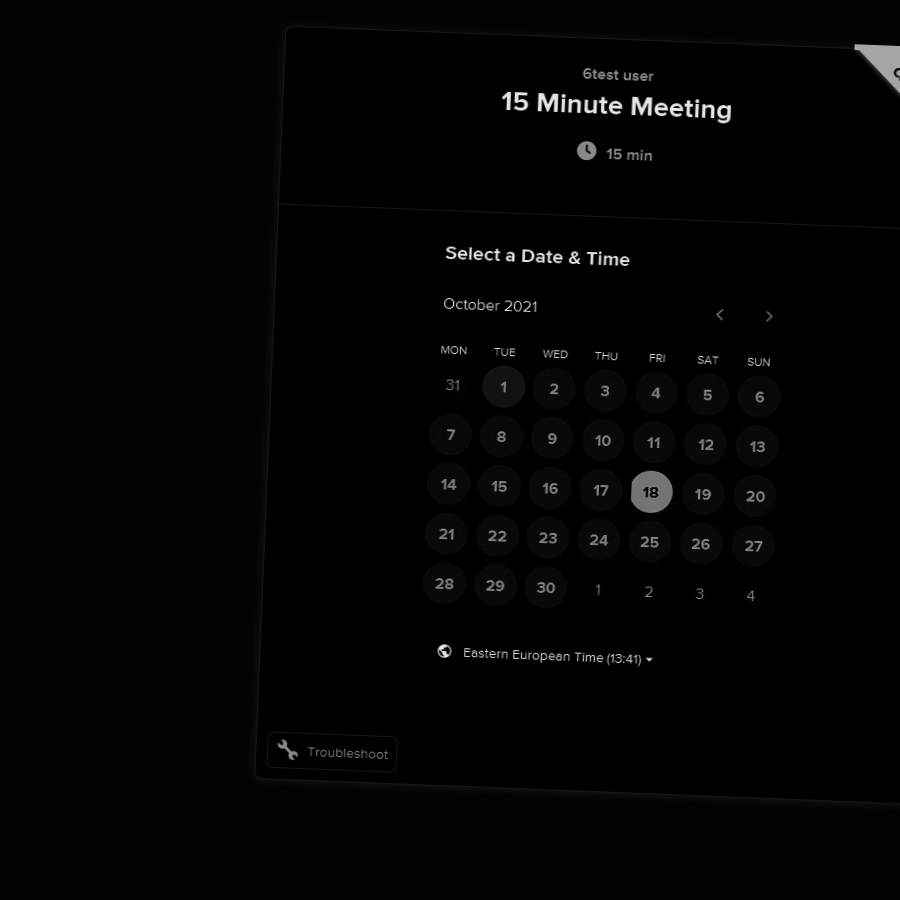 6test user
15 Minute Meeting
15 min
Select a Date & Time
October 2021
MON TUE WED THU FRI SAT SUN
31 1 2 3 4 5 6
7 8 9 10 11 12 13
14 15 16 17 18 19 20
21 22 23 24 25 26 27
28 29 30 1 2 3 4
Eastern European Time (13:41)
Troubleshoot